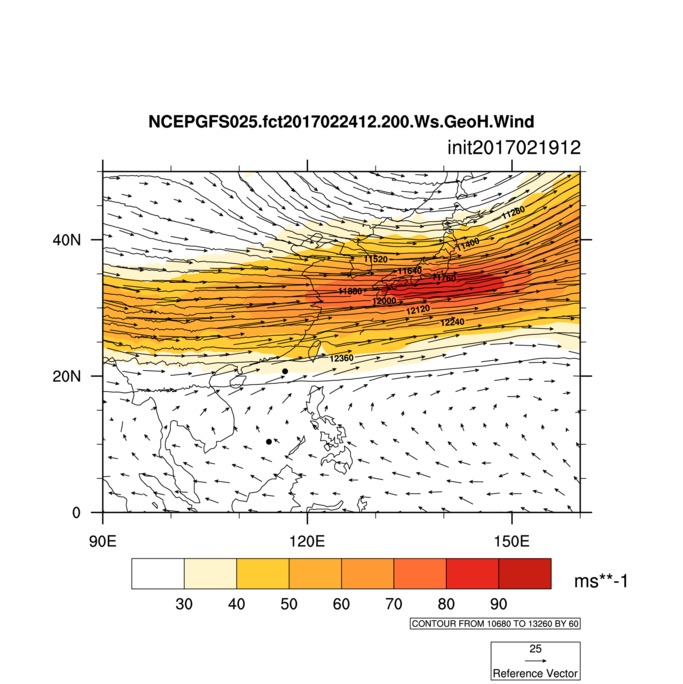 NCEPGFS025.fct2017022412.200.Ws.GeoH.Wind
init2017021912
11280
40N
11400
11520
11640
11760
11880
12000
12120
12240
12360
20N
0
90E 120E 150E
ms**-1
30 40 50 60 70 80 90
CONTOUR FROM 10680 TO 13260 BY 60
25
Reference Vector